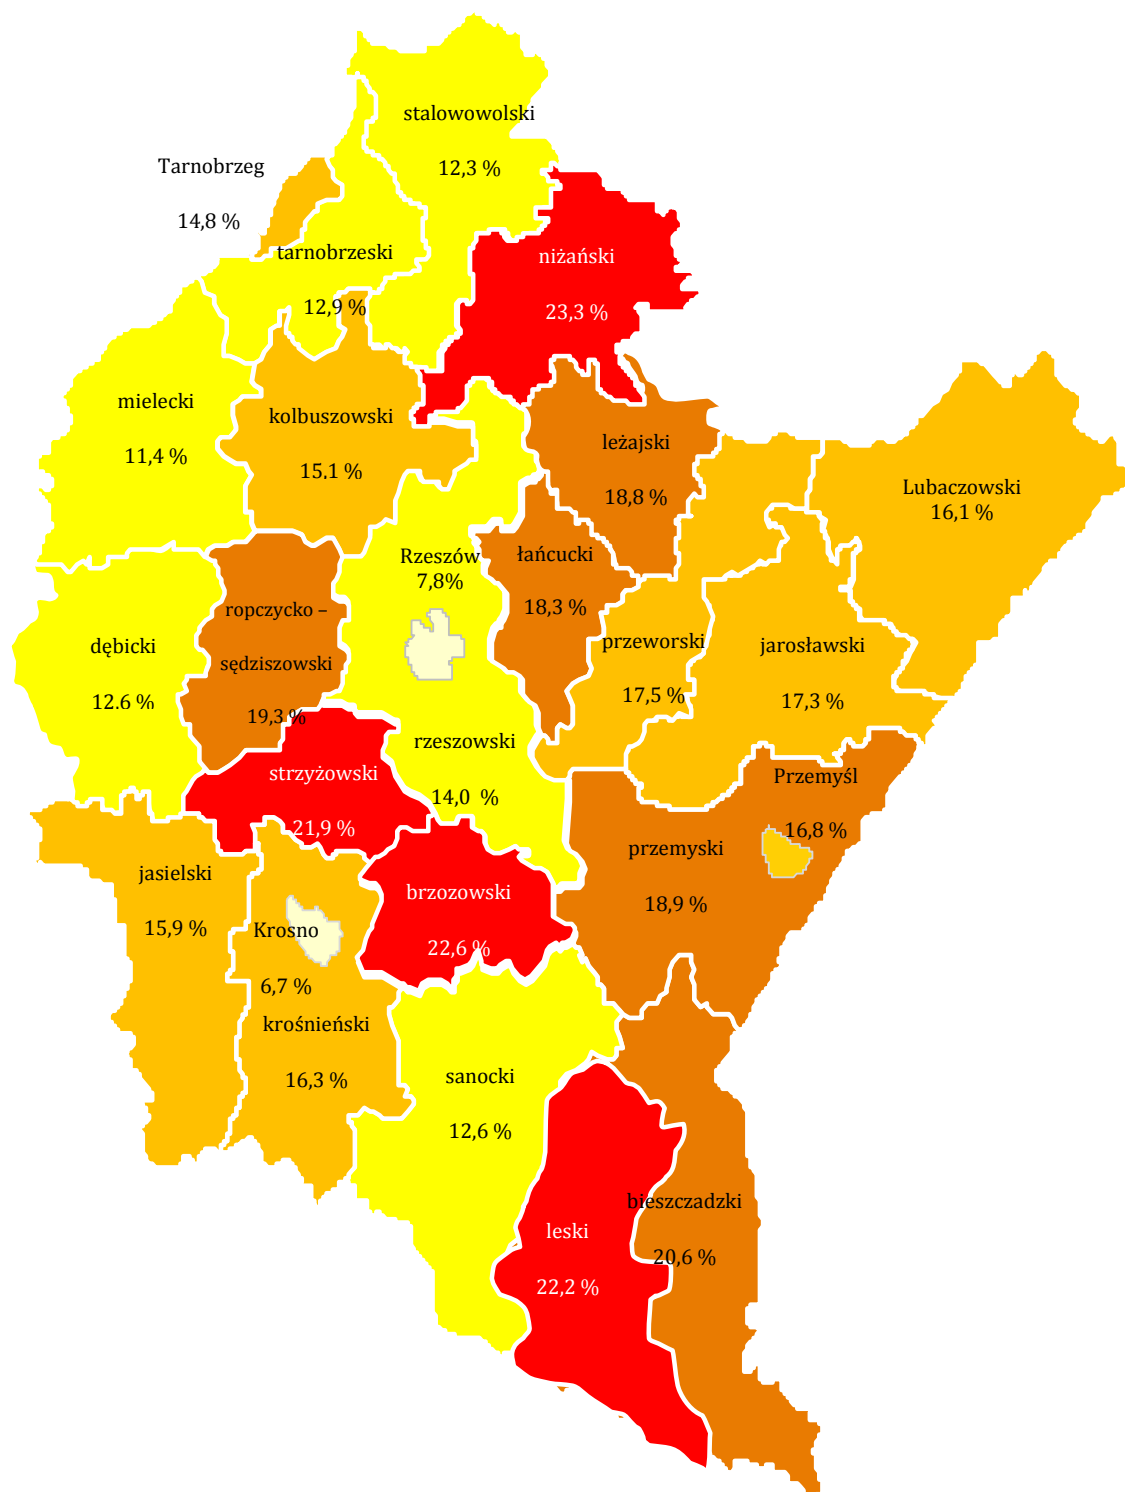 stalowowolski
12,3 %
Tarnobrzeg
14,8 %
tarnobrzeski
12,9 %
niżański
23,3 %
mielecki
11,4 %
kolbuszowski
15,1 %
leżajski
18,8 %
Lubaczowski
16,1 %
Rzeszów
7,8%
łańcucki
18,3 %
ropczycko –
sędziszowski
19,3 %
dębicki
12.6 %
przeworski
17,5 %
jarosławski
17,3 %
rzeszowski
14,0 %
strzyżowski
21,9 %
Przemyśl
16,8 %
przemyski
18,9 %
jasielski
15,9 %
brzozowski
22,6 %
Krosno
6,7 %
krośnieński
16,3 %
sanocki
12,6 %
bieszczadzki
20,6 %
leski
22,2 %